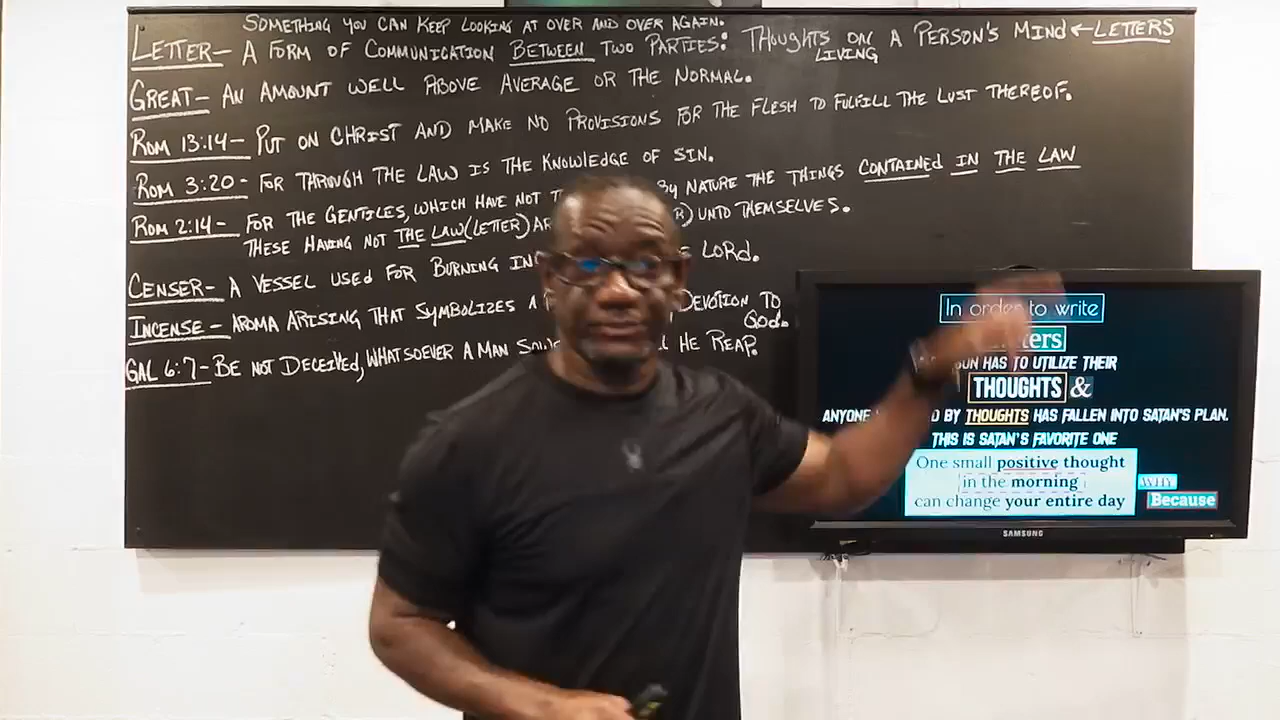 SOMETHING YOU CAN KEEP LOOKING AT OVER AND OVER AGAIN.
LETTER- A FORM OF COMMUNICATION BETWEEN TWO PARTIES: THOUGHTS ON A PERSON'S MIND ← LETTERS
LIVING
GREAT- AN AMOUNT WELL ABOVE AVERAGE OR THE NORMAL.
ROM 13:14- PUT ON CHRIST AND MAKE NO PROVISIONS FOR THE FLESH TO FULFILL THE LUST THEREOF.
ROM 3:20- FOR THROUGH THE LAW IS THE KNOWLEDGE OF SIN.
ROM 2:14- FOR THE GENTILES, WHICH HAVE NOT BY NATURE THE THINGS CONTAINED IN THE LAW
THESE HAVING NOT THE LAW (LETTER) AR R) UNTO THEMSELVES.
CENSER- A VESSEL USED FOR BURNING IN LORD.
INCENSE- AROMA ARISING THAT SYMBOLIZES A DEVOTION TO
GOD.
GAL 6:7- BE NOT DECEIVED, WHATSOEVER A MAN HE REAP.
In order to write
ters
HAS TO UTILIZE THEIR
THOUGHTS &
ANYONE D BY THOUGHTS HAS FALLEN INTO SATAN'S PLAN.
THIS IS SATAN'S FAVORITE ONE
One small positive thought
in the morning
can change your entire day
WHY
Because
SAMSUNG